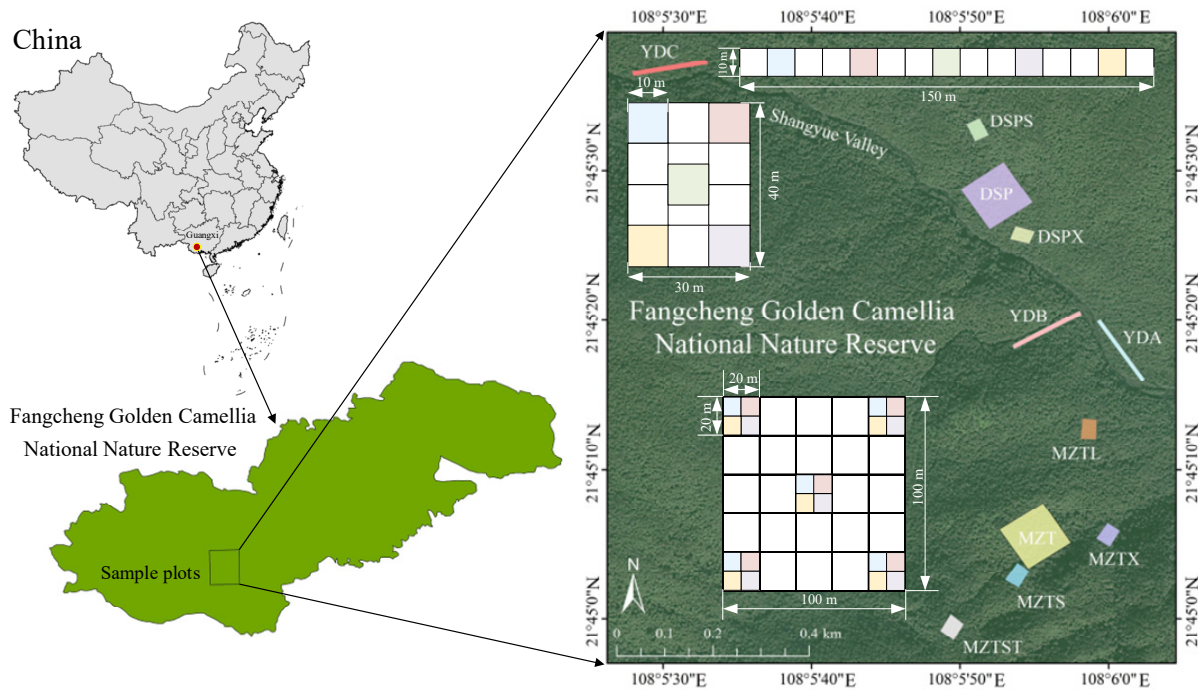 China
Guangxi
Fangcheng Golden Camellia
National Nature Reserve
Sample plots
108°5'30"E
108°5'40"E
108°5'50"E
108°6'0"E
YDC
10 m
150 m
10 m
40 m
30 m
Shangyue Valley
DSPS
DSP
DSPX
21°45'30"N
21°45'30"N
21°45'20"N
21°45'20"N
Fangcheng Golden Camellia
National Nature Reserve
YDB
YDA
20 m
20 m
100 m
100 m
MZTL
21°45'10"N
21°45'10"N
MZT
MZTX
MZTS
MZTST
21°45'0"N
21°45'0"N
N
0
0.1
0.2
0.4 km
108°5'30"E
108°5'40"E
108°5'50"E
108°6'0"E